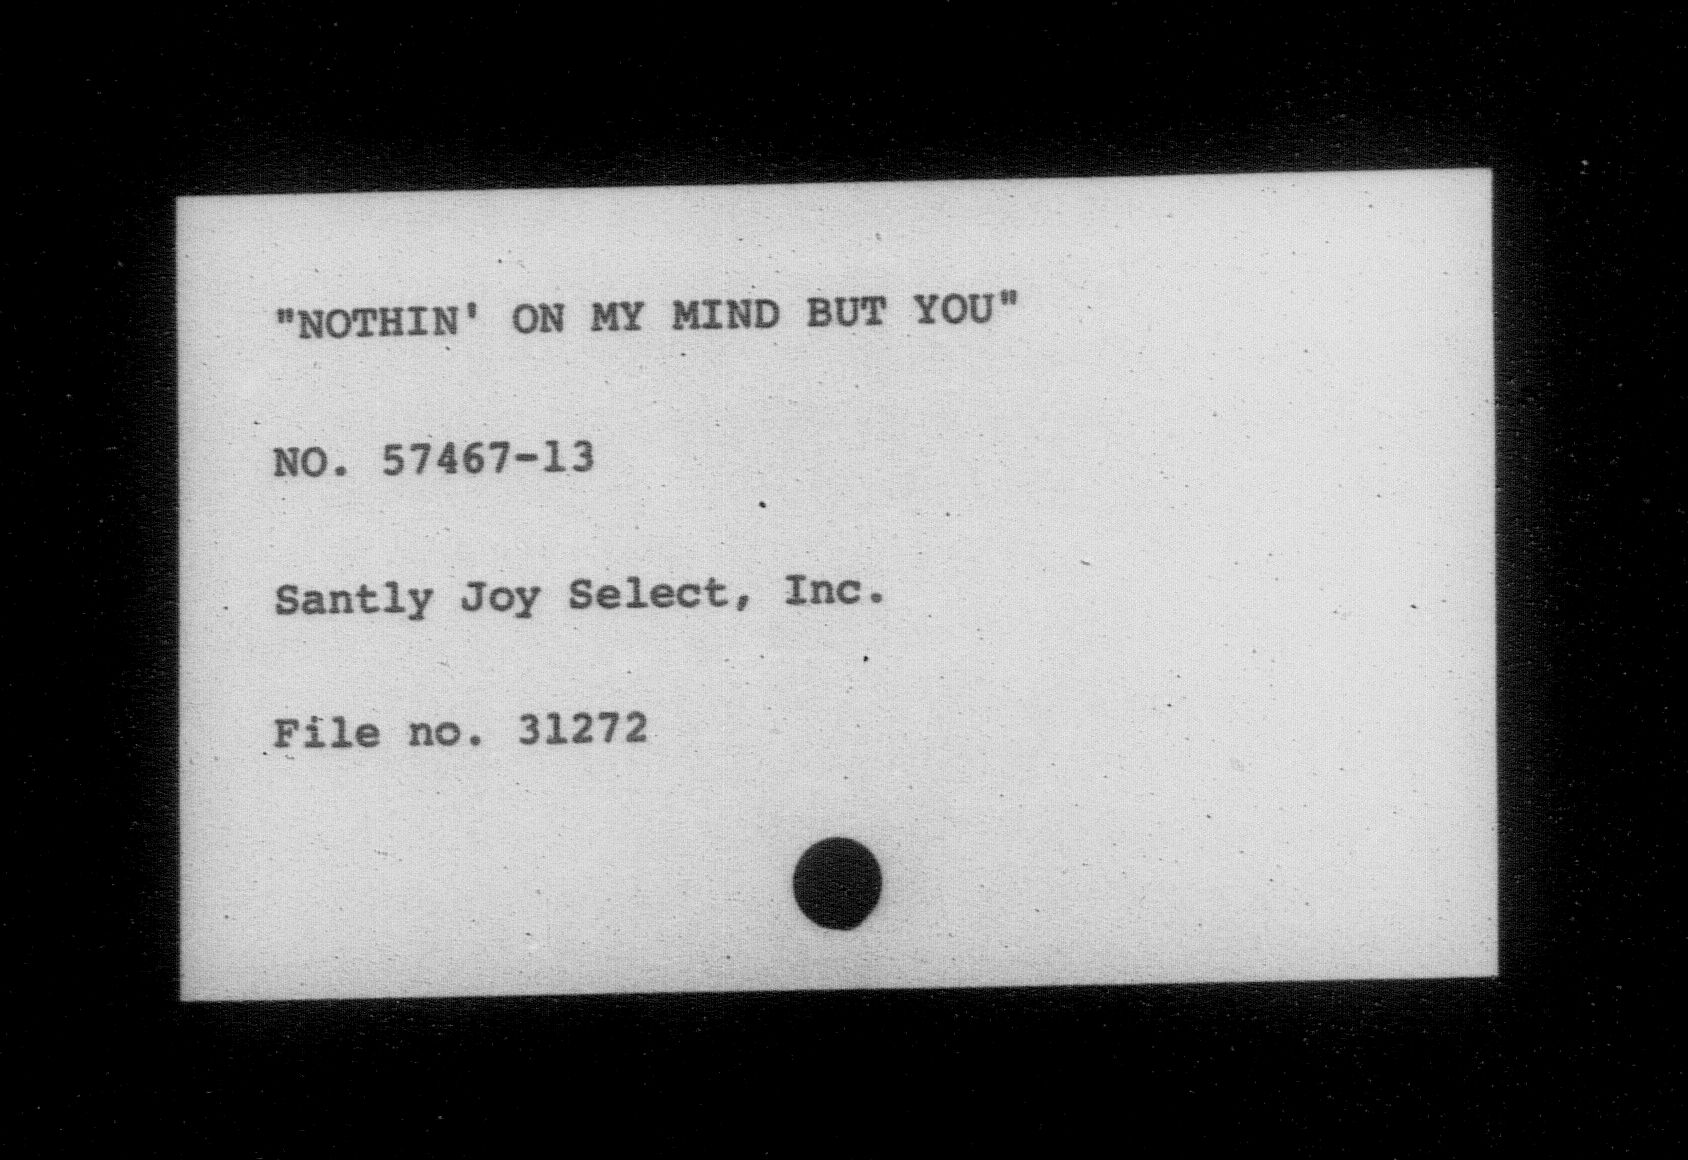 "NOTHIN' ON MY MIND BUT YOU"
NO. 57467-13
Santly Joy Select, Inc.
File no. 31272